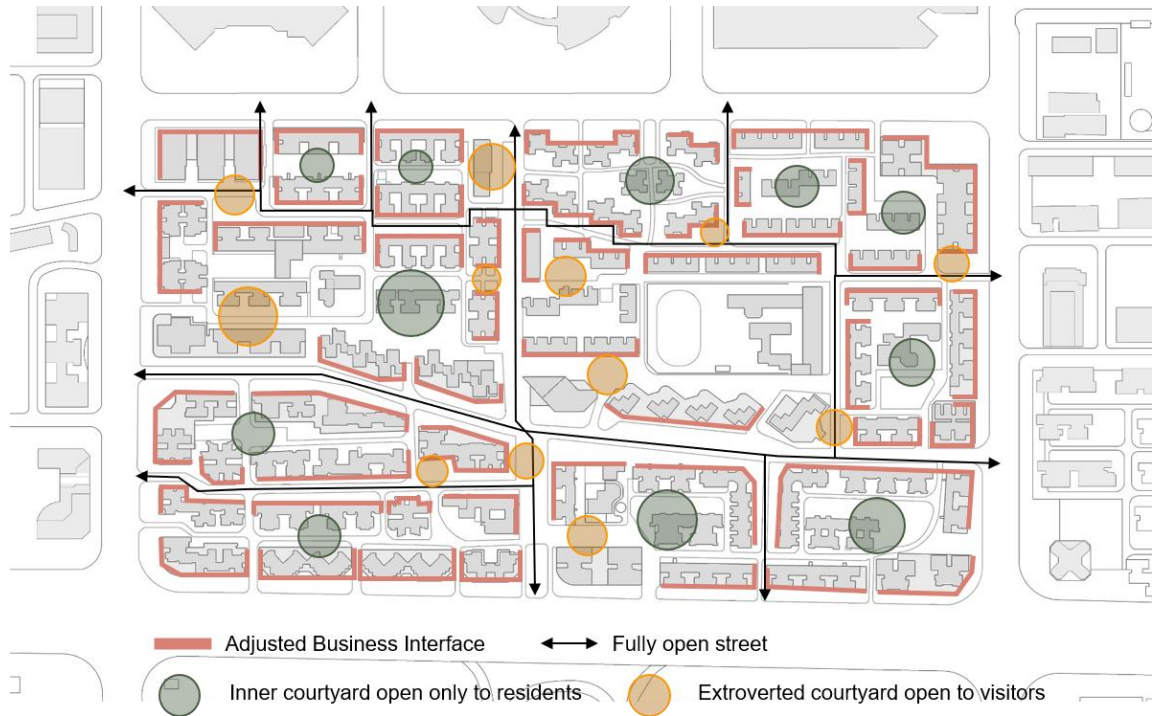 Adjusted Business Interface
Fully open street
Inner courtyard open only to residents
Extroverted courtyard open to visitors